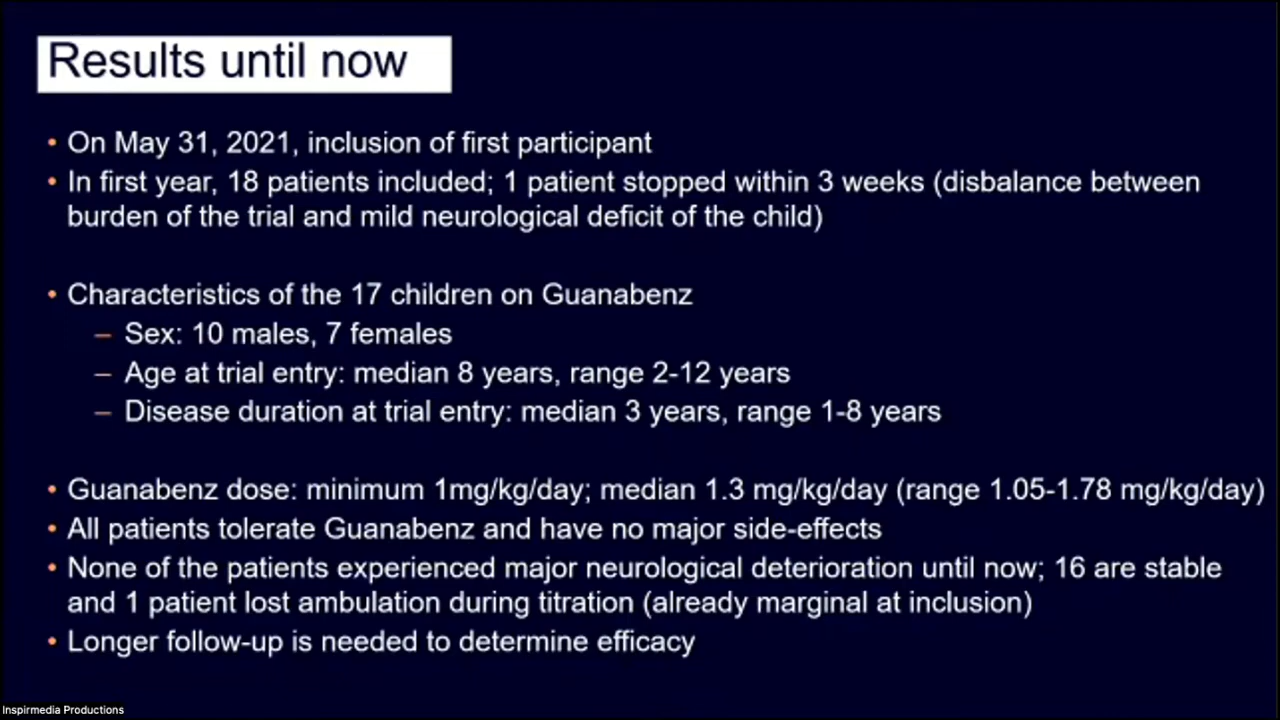 Results until now
• On May 31, 2021, inclusion of first participant
• In first year, 18 patients included; 1 patient stopped within 3 weeks (disbalance between
burden of the trial and mild neurological deficit of the child)
• Characteristics of the 17 children on Guanabenz
– Sex: 10 males, 7 females
– Age at trial entry: median 8 years, range 2-12 years
– Disease duration at trial entry: median 3 years, range 1-8 years
• Guanabenz dose: minimum 1mg/kg/day; median 1.3 mg/kg/day (range 1.05-1.78 mg/kg/day)
• All patients tolerate Guanabenz and have no major side-effects
• None of the patients experienced major neurological deterioration until now; 16 are stable
and 1 patient lost ambulation during titration (already marginal at inclusion)
• Longer follow-up is needed to determine efficacy
Inspirmedia Productions